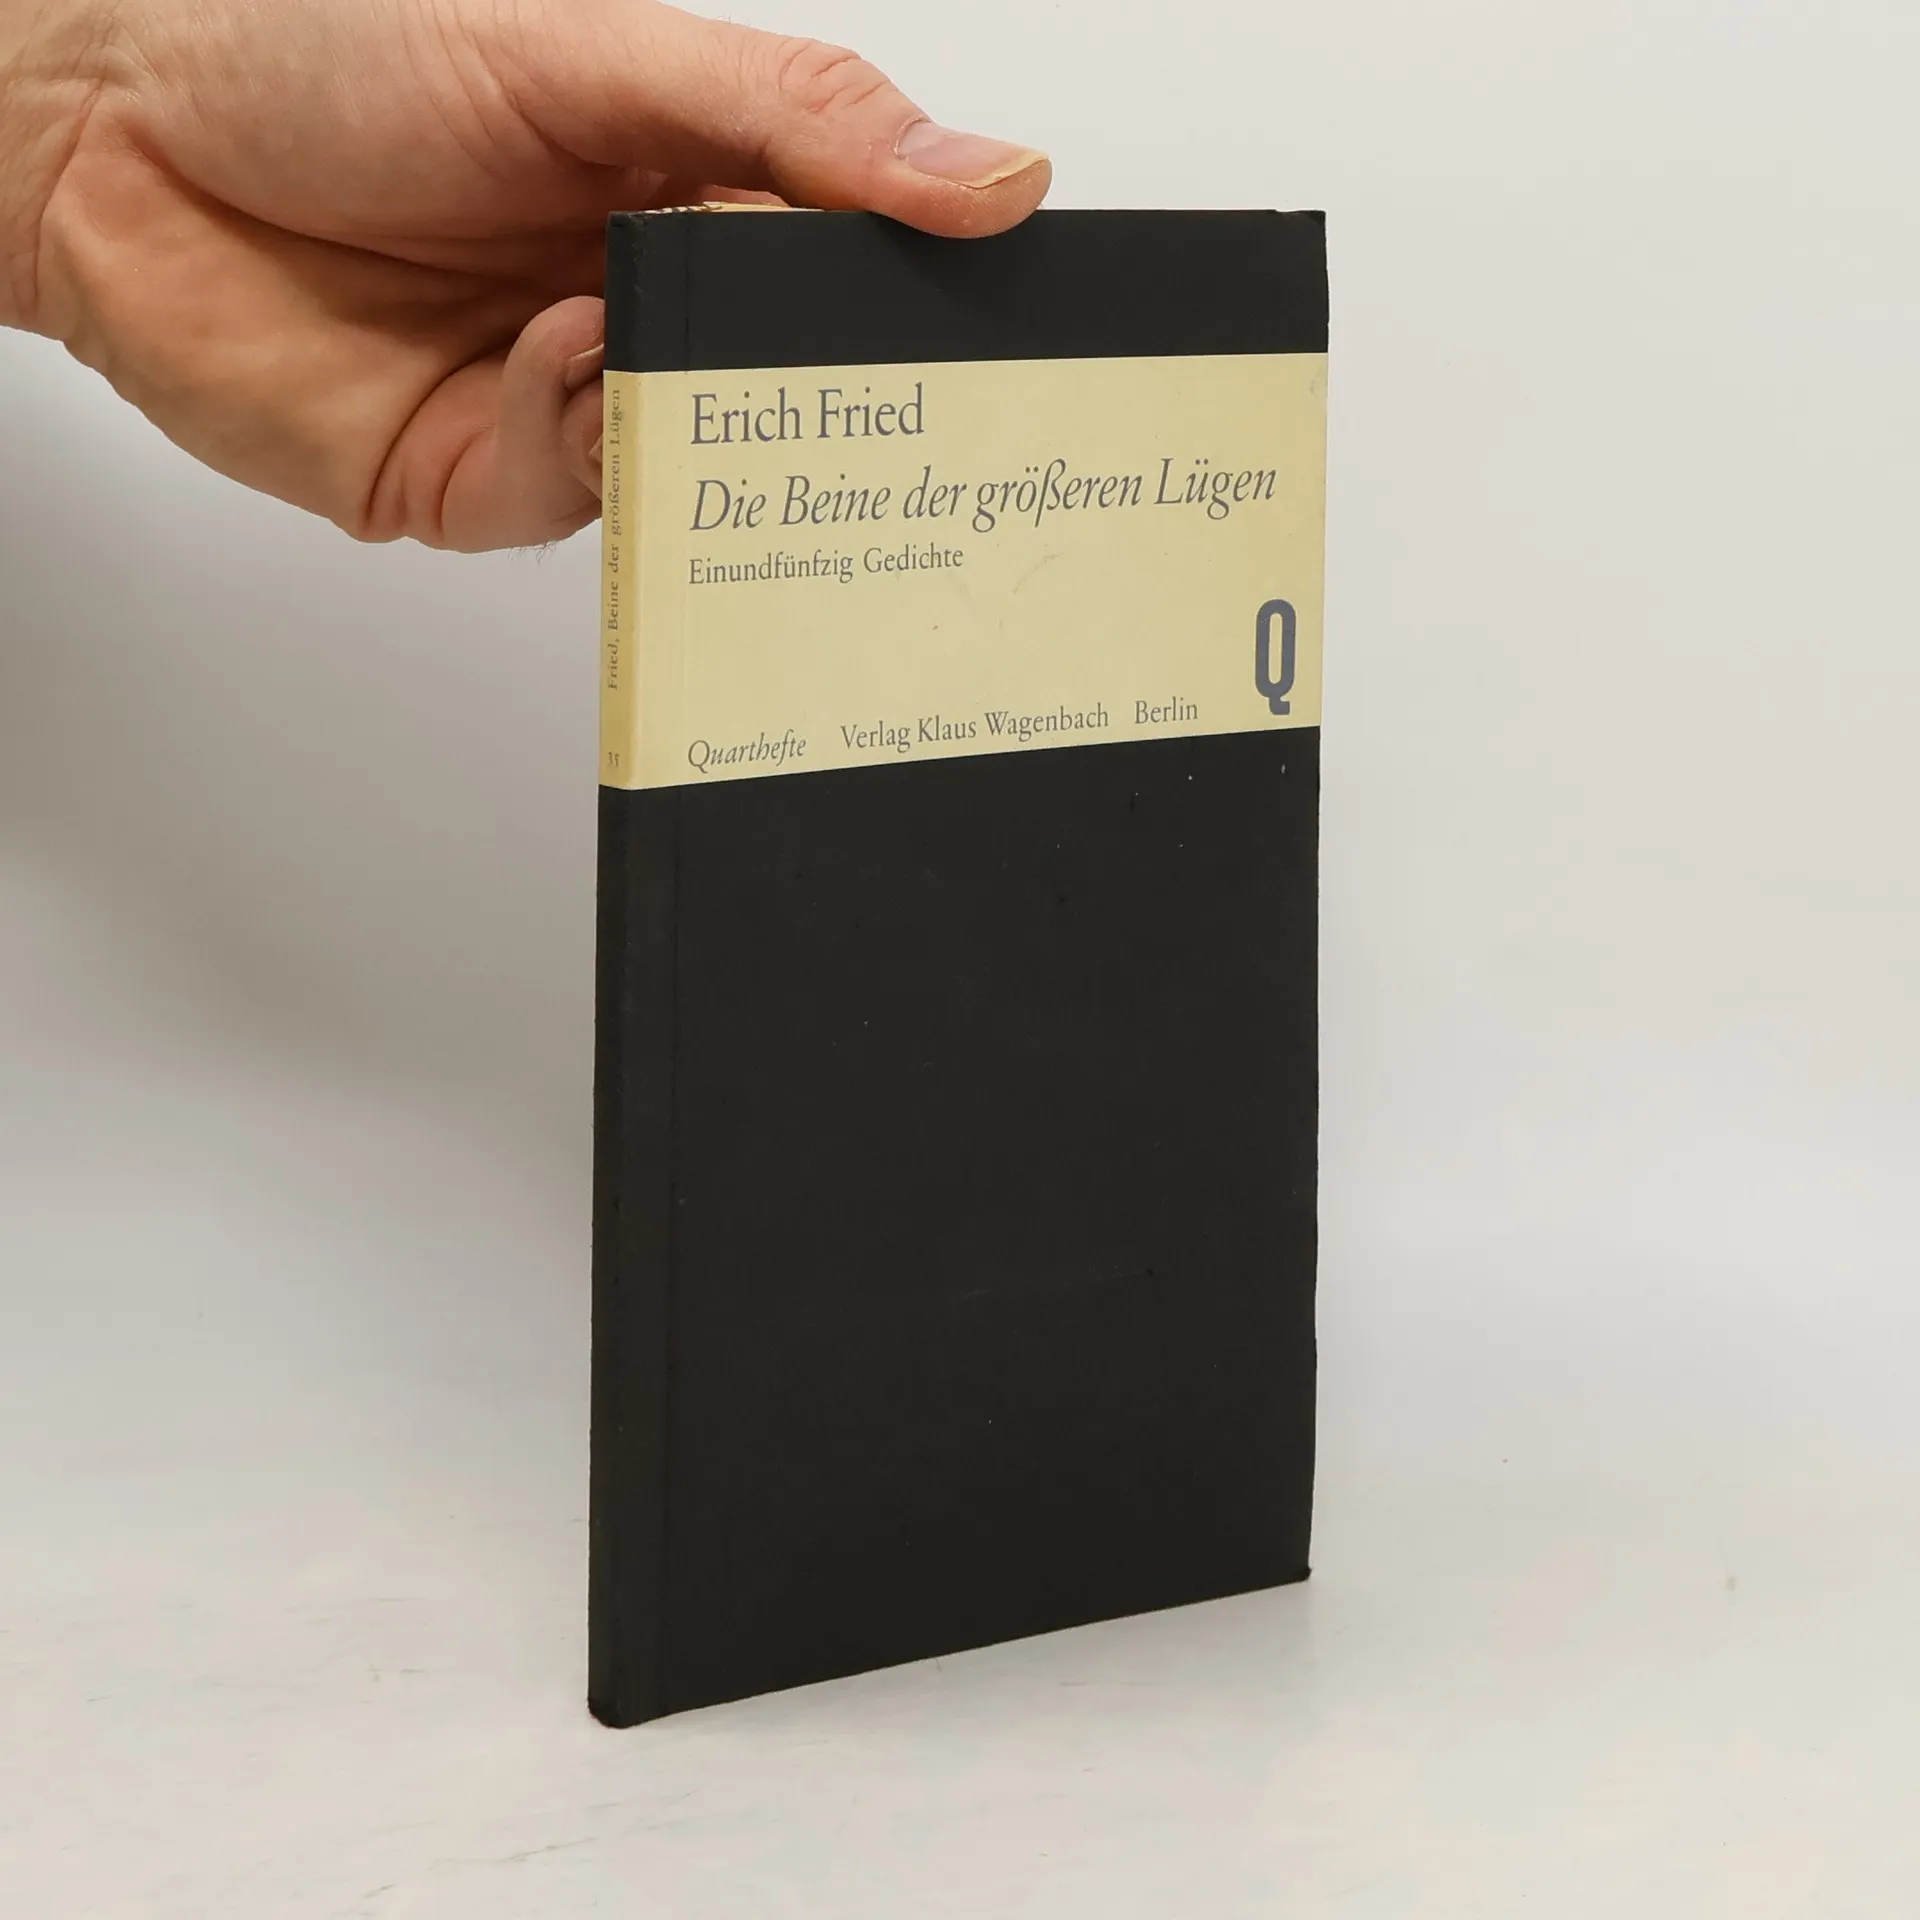 Erich Fried
Die Beine der größeren Lügen
Einundfünfzig Gedichte
Q
Quarthefte Verlag Klaus Wagenbach Berlin
Fried, Beine der größeren Lügen
35